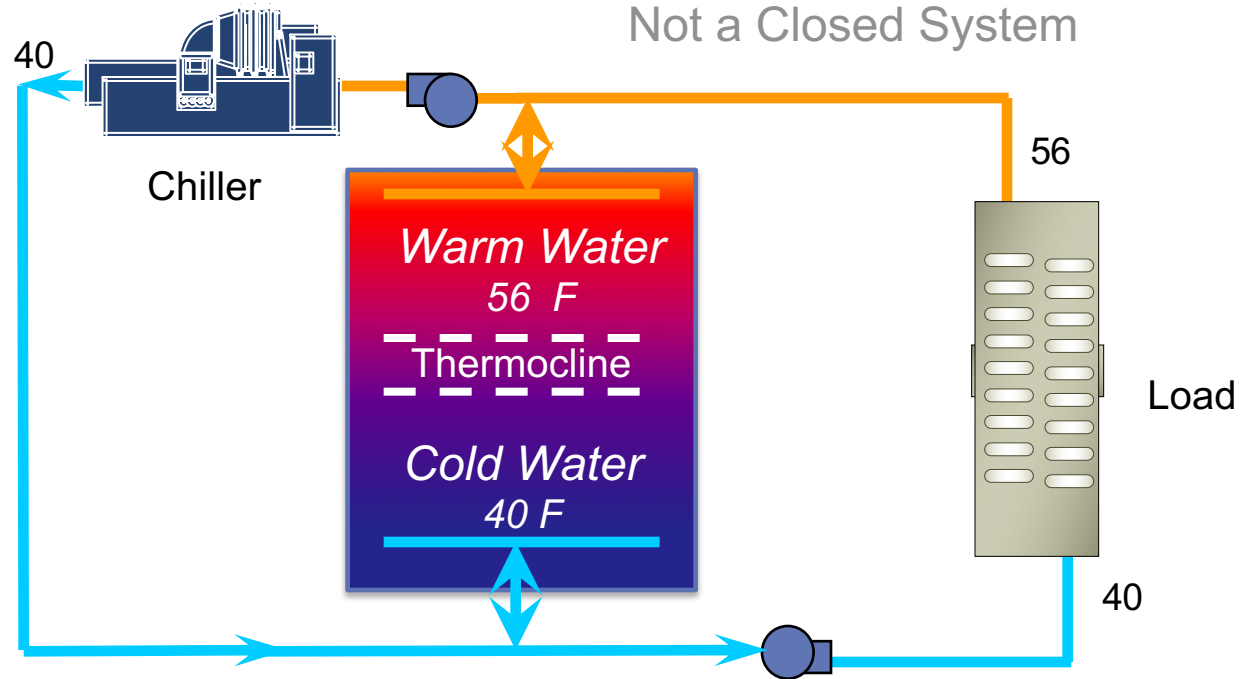 Not a Closed System
40
Chiller
56
Warm Water
56 F
Thermocline
Load
Cold Water
40 F
40